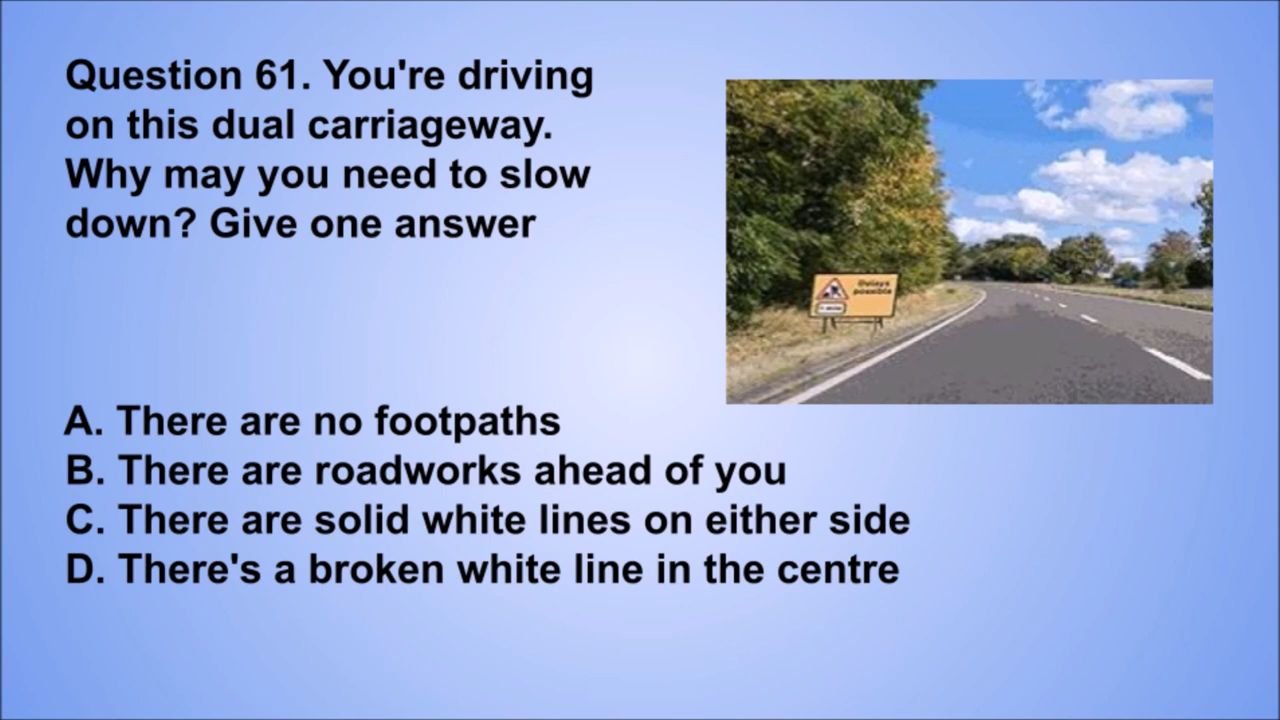 Question 61. You're driving
on this dual carriageway.
Why may you need to slow
down? Give one answer
Delays
possible
A. There are no footpaths
B. There are roadworks ahead of you
C. There are solid white lines on either side
D. There's a broken white line in the centre